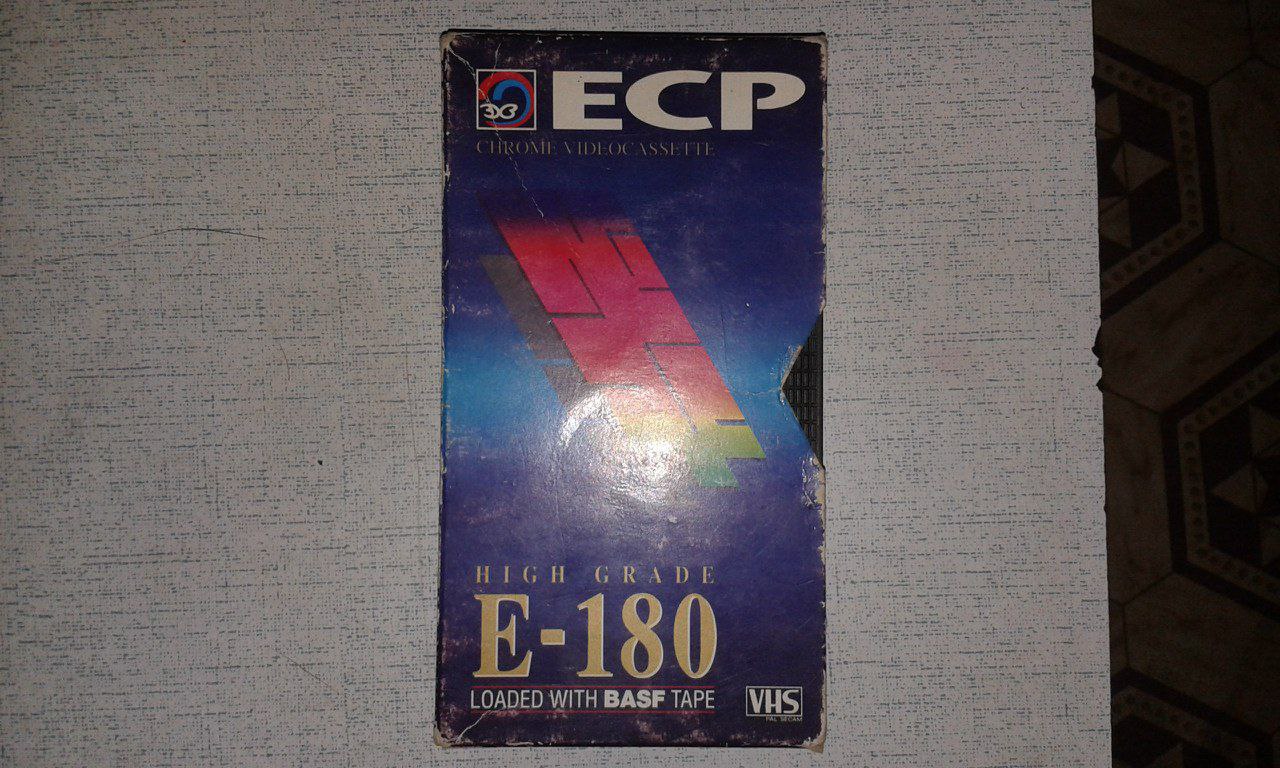 ECP
CHROME VIDEOCASSETTE
HIGH GRADE
E-180
LOADED WITH BASF TAPE
VHS
PAL SECAM